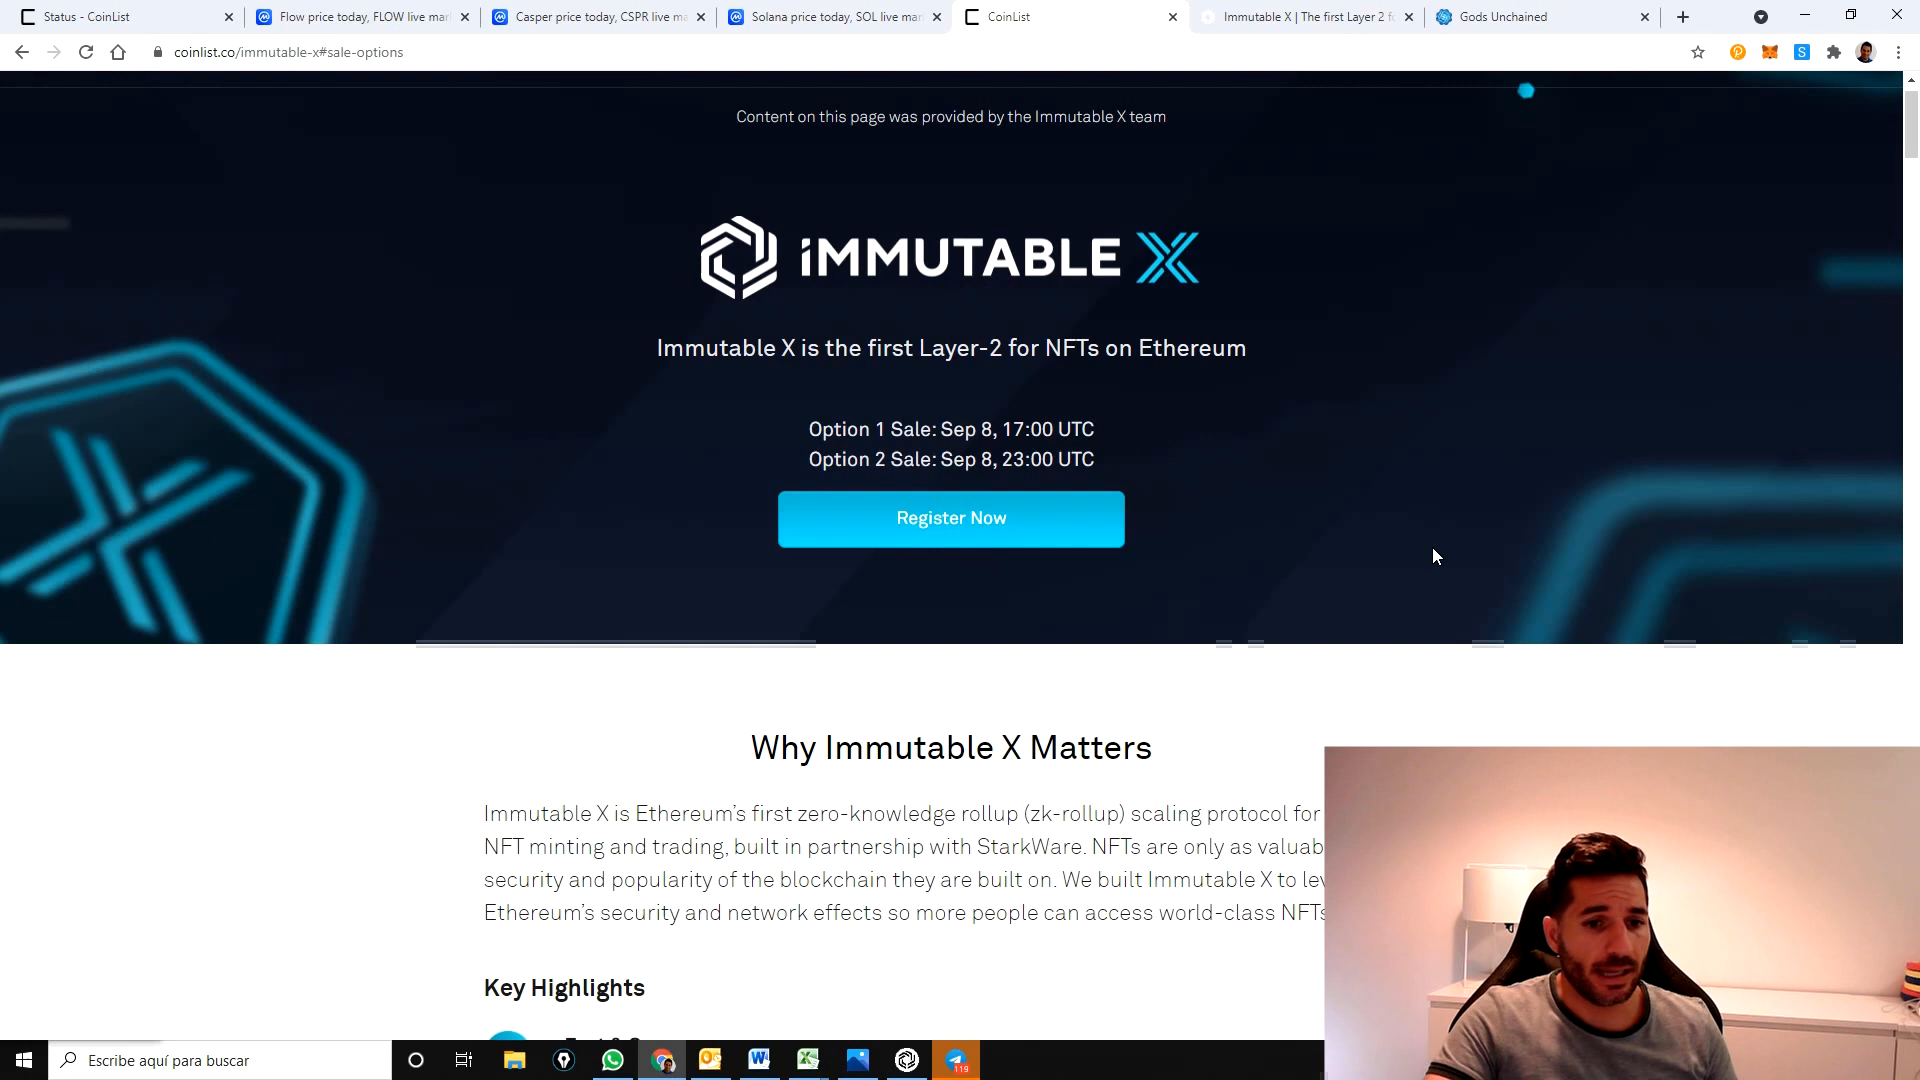 Status - CoinList
Flow price today, FLOW live mar
Casper price today, CSPR live ma
Solana price today, SOL live mar
CoinList
Immutable X | The first Layer 2 fo
Gods Unchained
coinlist.co/immutable-x#sale-options
Content on this page was provided by the Immutable X team
iMMUTABLE X
Immutable X is the first Layer-2 for NFTs on Ethereum
Option 1 Sale: Sep 8, 17:00 UTC
Option 2 Sale: Sep 8, 23:00 UTC
Register Now
Why Immutable X Matters
Immutable X is Ethereum’s first zero-knowledge rollup (zk-rollup) scaling protocol for
NFT minting and trading, built in partnership with StarkWare. NFTs are only as valuab
security and popularity of the blockchain they are built on. We built Immutable X to lev
Ethereum’s security and network effects so more people can access world-class NFTs
Key Highlights
Escribe aquí para buscar
119